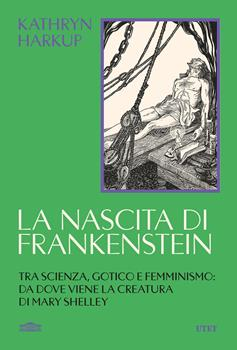 KATHRYN
HARKUP
LA NASCITA DI
FRANKENSTEIN
TRA SCIENZA, GOTICO E FEMMINISMO:
DA DOVE VIENE LA CREATURA
DI MARY SHELLEY
UTET